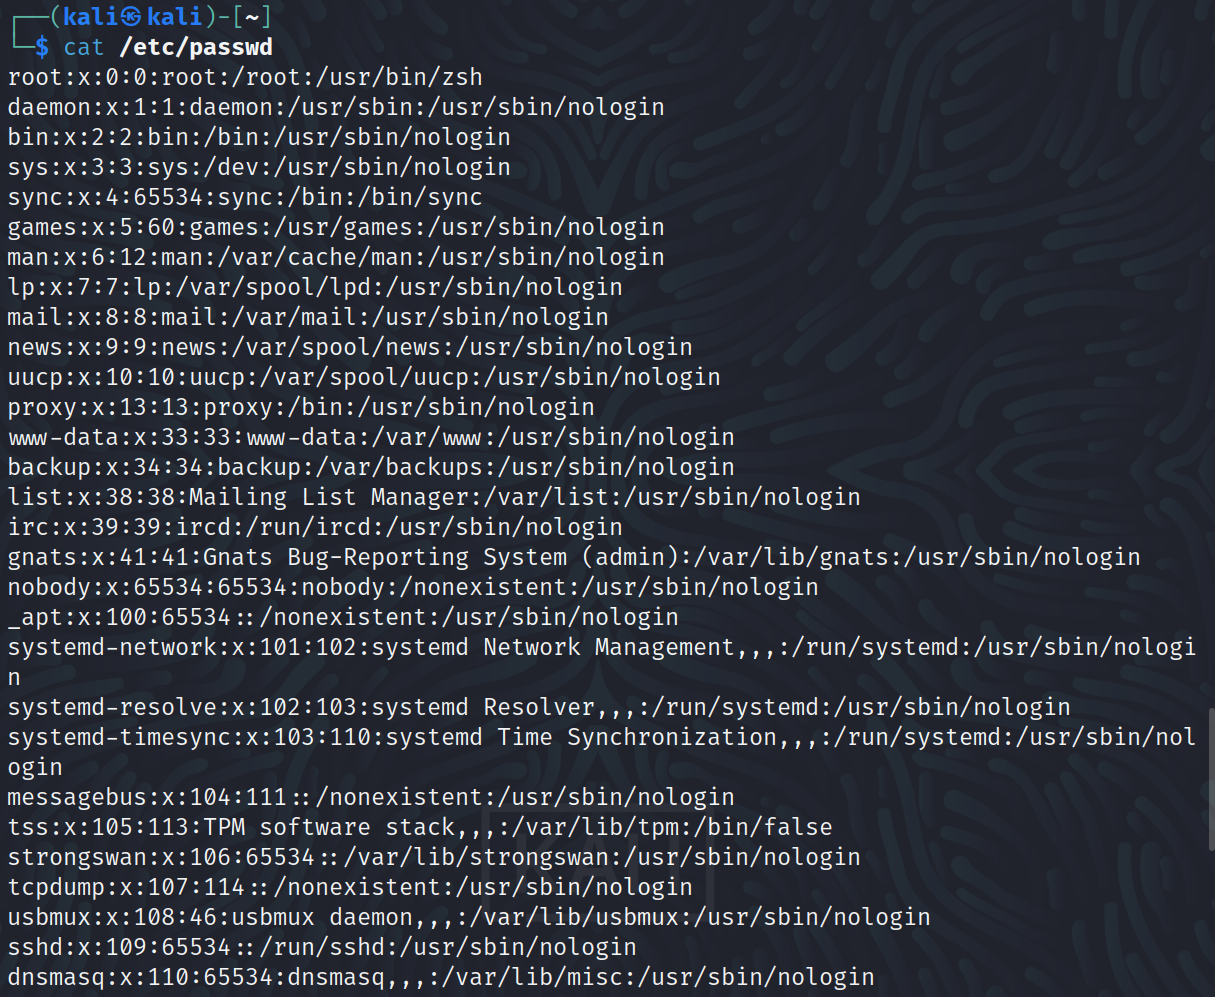 ┌──(kali㉿kali)-[~]
└─$ cat /etc/passwd
root:x:0:0:root:/root:/usr/bin/zsh
daemon:x:1:1:daemon:/usr/sbin:/usr/sbin/nologin
bin:x:2:2:bin:/bin:/usr/sbin/nologin
sys:x:3:3:sys:/dev:/usr/sbin/nologin
sync:x:4:65534:sync:/bin:/bin/sync
games:x:5:60:games:/usr/games:/usr/sbin/nologin
man:x:6:12:man:/var/cache/man:/usr/sbin/nologin
lp:x:7:7:lp:/var/spool/lpd:/usr/sbin/nologin
mail:x:8:8:mail:/var/mail:/usr/sbin/nologin
news:x:9:9:news:/var/spool/news:/usr/sbin/nologin
uucp:x:10:10:uucp:/var/spool/uucp:/usr/sbin/nologin
proxy:x:13:13:proxy:/bin:/usr/sbin/nologin
www-data:x:33:33:www-data:/var/www:/usr/sbin/nologin
backup:x:34:34:backup:/var/backups:/usr/sbin/nologin
list:x:38:38:Mailing List Manager:/var/list:/usr/sbin/nologin
irc:x:39:39:ircd:/run/ircd:/usr/sbin/nologin
gnats:x:41:41:Gnats Bug-Reporting System (admin):/var/lib/gnats:/usr/sbin/nologin
nobody:x:65534:65534:nobody:/nonexistent:/usr/sbin/nologin
_apt:x:100:65534::/nonexistent:/usr/sbin/nologin
systemd-network:x:101:102:systemd Network Management,,,:/run/systemd:/usr/sbin/nologi
n
systemd-resolve:x:102:103:systemd Resolver,,,:/run/systemd:/usr/sbin/nologin
systemd-timesync:x:103:110:systemd Time Synchronization,,,:/run/systemd:/usr/sbin/nol
ogin
messagebus:x:104:111::/nonexistent:/usr/sbin/nologin
tss:x:105:113:TPM software stack,,,:/var/lib/tpm:/bin/false
strongswan:x:106:65534::/var/lib/strongswan:/usr/sbin/nologin
tcpdump:x:107:114::/nonexistent:/usr/sbin/nologin
usbmux:x:108:46:usbmux daemon,,,:/var/lib/usbmux:/usr/sbin/nologin
sshd:x:109:65534::/run/sshd:/usr/sbin/nologin
dnsmasq:x:110:65534:dnsmasq,,,:/var/lib/misc:/usr/sbin/nologin